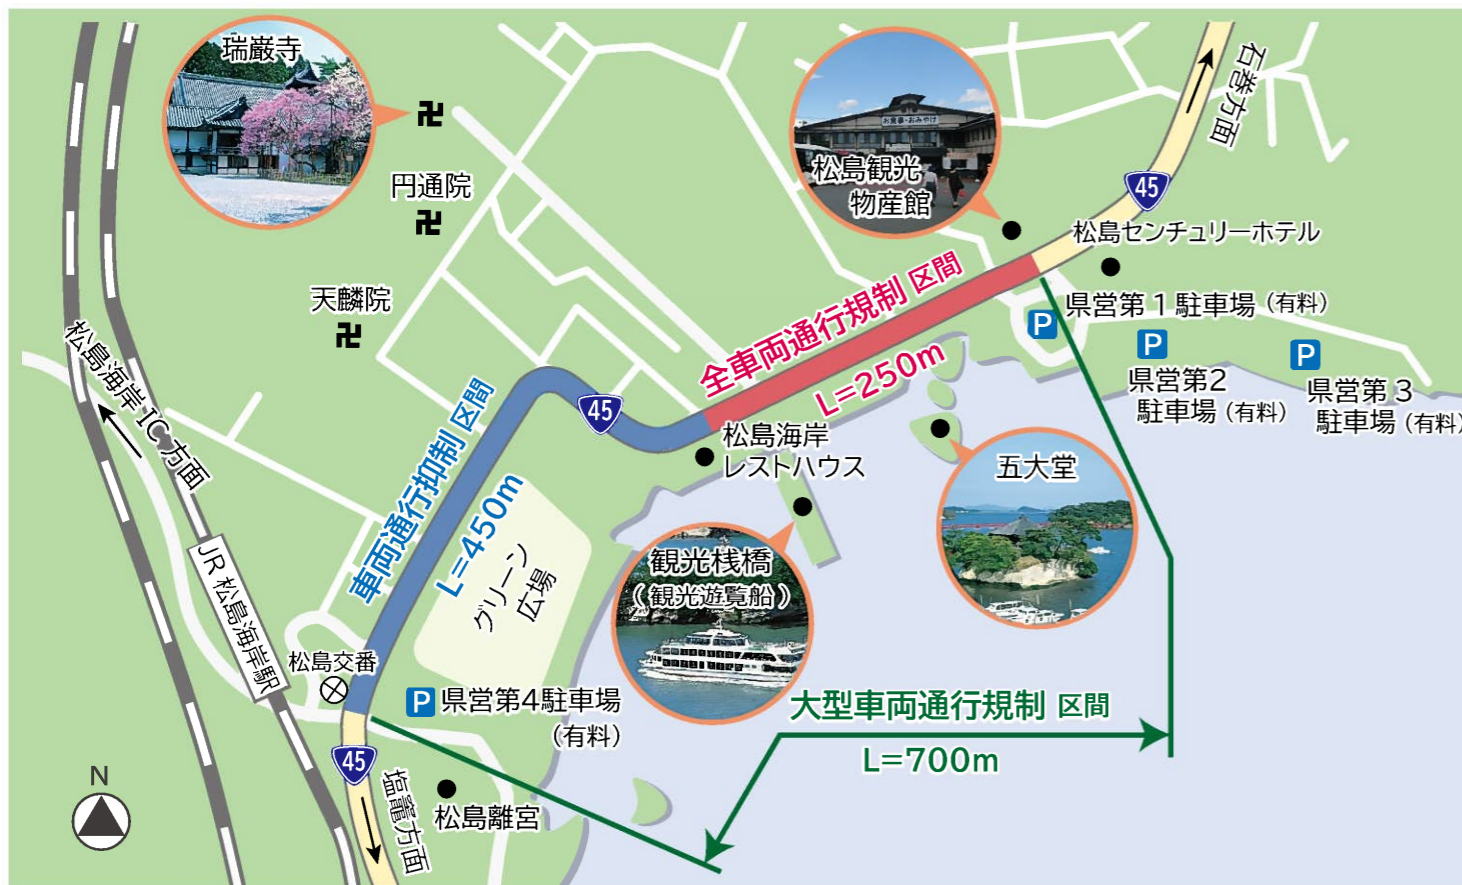 瑞巌寺
円通院
天麟院
お食事・おみやげ
松島観光
物産館
石巻方面
45
松島センチュリーホテル
全車両通行規制 区間
L=250m
P 県営第1駐車場(有料)
P
県営第2
駐車場(有料)
P
県営第3
駐車場(有料)
松島海岸IC方面
車両通行抑制 区間
L=450m
45
松島海岸
レストハウス
五大堂
観光桟橋
(観光遊覧船)
グリーン
広場
JR 松島海岸駅
松島交番
P 県営第4駐車場
(有料)
大型車両通行規制 区間
L=700m
45
塩竈方面
松島離宮
N